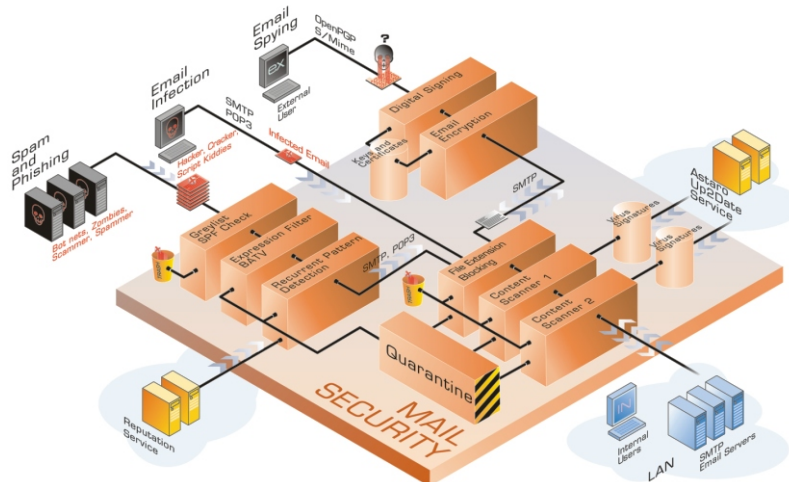 Email
Spying
OpenPGP
S/Mime
?
ex
External
User
Email
Infection
SMTP
POP3
Hacker, Cracker,
Script Kiddies
Infected Email
Spam
and
Phishing
Bot nets, Zombies,
Scammer, Spammer
Digital Signing
Email
Encryption
Keys and
Certificates
SMTP
Astaro
Up2Date
Service
Virus
Signatures
Virus
Signatures
Greylist
SPF Check
Expression Filter
BATV
Recurrent Pattern
Detection
SMTP, POP3
File Extension
Blocking
Content
Scanner 1
Content
Scanner 2
Quarantine
MAIL
SECURITY
Reputation
Service
IN
Internal
Users
SMTP
Email Servers
LAN